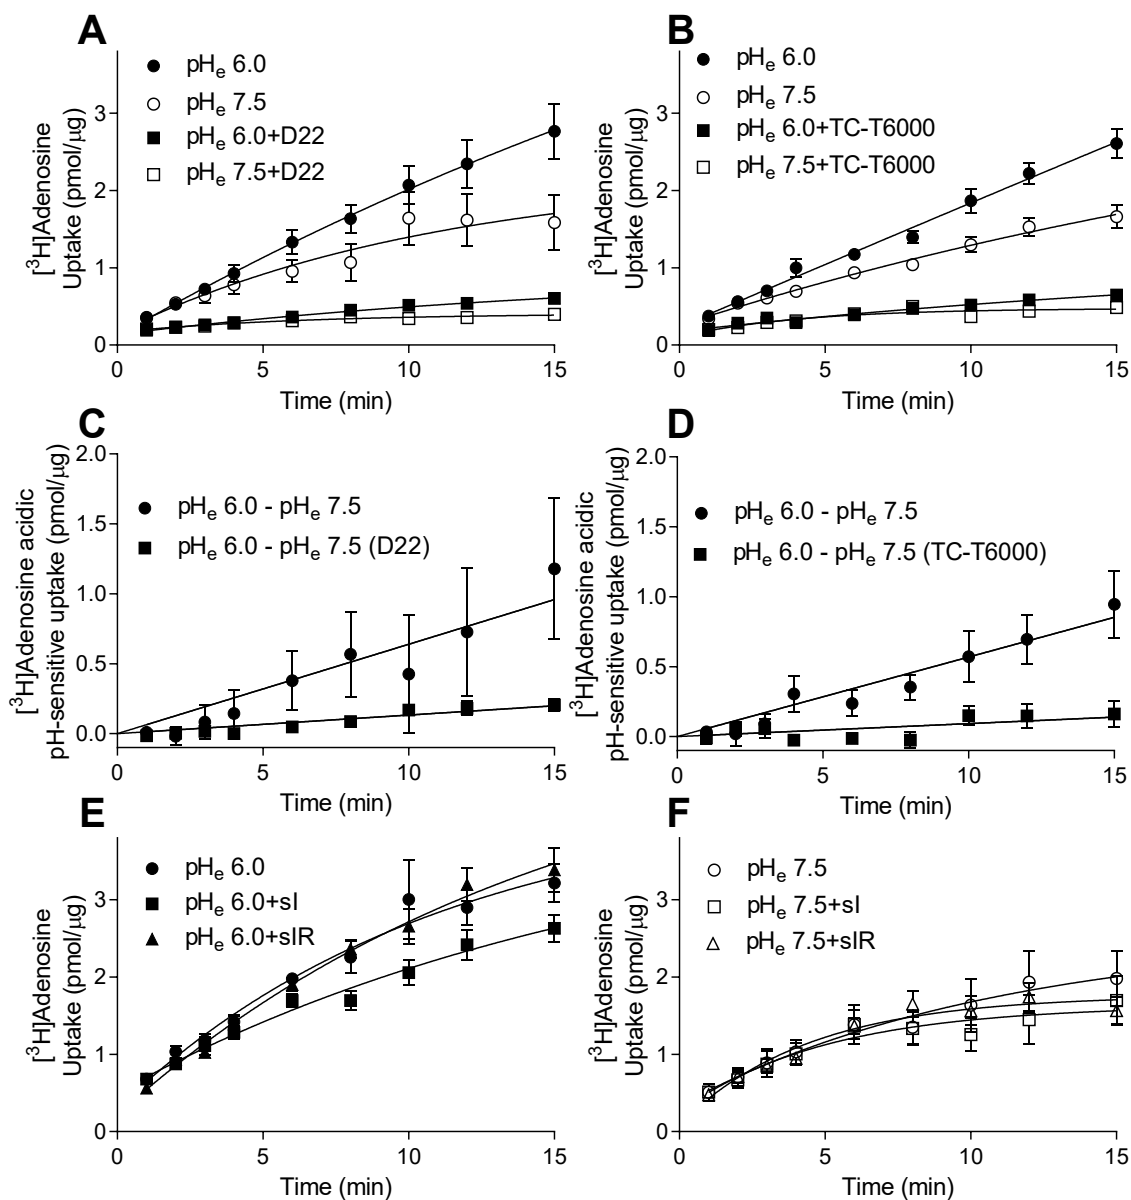 A
pHₑ 6.0
pHₑ 7.5
pHₑ 6.0+D22
pHₑ 7.5+D22
[³H]Adenosine
Uptake (pmol/μg)
3
2
1
0
0
5
10
15
Time (min)
B
pHₑ 6.0
pHₑ 7.5
pHₑ 6.0+TC-T6000
pHₑ 7.5+TC-T6000
[³H]Adenosine
Uptake (pmol/μg)
3
2
1
0
0
5
10
15
Time (min)
C
pHₑ 6.0 - pHₑ 7.5
pHₑ 6.0 - pHₑ 7.5 (D22)
[³H]Adenosine acidic
pH-sensitive uptake (pmol/μg)
2.0
1.5
1.0
0.5
0.0
0
5
10
15
Time (min)
D
pHₑ 6.0 - pHₑ 7.5
pHₑ 6.0 - pHₑ 7.5 (TC-T6000)
[³H]Adenosine acidic
pH-sensitive uptake (pmol/μg)
2.0
1.5
1.0
0.5
0.0
0
5
10
15
Time (min)
E
pHₑ 6.0
pHₑ 6.0+sI
pHₑ 6.0+sIR
[³H]Adenosine
Uptake (pmol/μg)
3
2
1
0
0
5
10
15
Time (min)
F
pHₑ 7.5
pHₑ 7.5+sI
pHₑ 7.5+sIR
[³H]Adenosine
Uptake (pmol/μg)
3
2
1
0
0
5
10
15
Time (min)